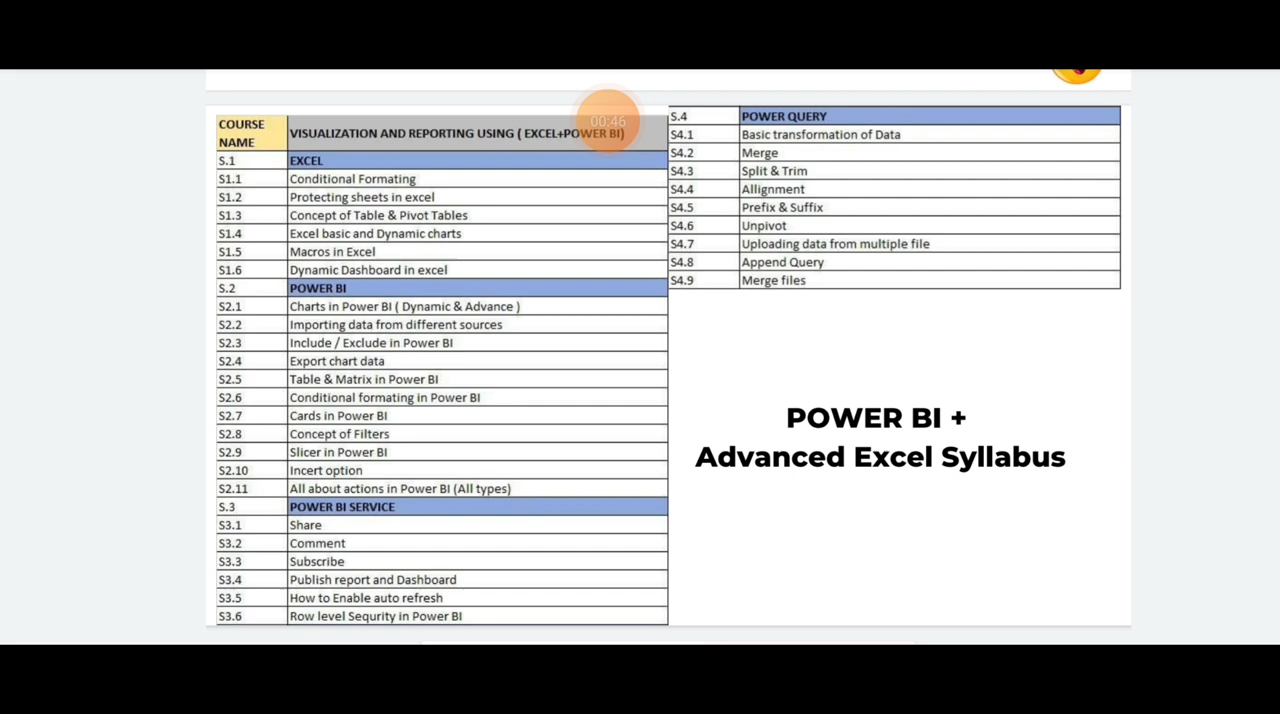 COURSE NAME VISUALIZATION AND REPORTING USING ( EXCEL+POWER BI)
00:46
S.1 EXCEL
S1.1 Conditional Formating
S1.2 Protecting sheets in excel
S1.3 Concept of Table & Pivot Tables
S1.4 Excel basic and Dynamic charts
S1.5 Macros in Excel
S1.6 Dynamic Dashboard in excel
S.2 POWER BI
S2.1 Charts in Power BI ( Dynamic & Advance )
S2.2 Importing data from different sources
S2.3 Include / Exclude in Power BI
S2.4 Export chart data
S2.5 Table & Matrix in Power BI
S2.6 Conditional formating in Power BI
S2.7 Cards in Power BI
S2.8 Concept of Filters
S2.9 Slicer in Power BI
S2.10 Incert option
S2.11 All about actions in Power BI (All types)
S.3 POWER BI SERVICE
S3.1 Share
S3.2 Comment
S3.3 Subscribe
S3.4 Publish report and Dashboard
S3.5 How to Enable auto refresh
S3.6 Row level Sequrity in Power BI
S.4 POWER QUERY
S4.1 Basic transformation of Data
S4.2 Merge
S4.3 Split & Trim
S4.4 Allignment
S4.5 Prefix & Suffix
S4.6 Unpivot
S4.7 Uploading data from multiple file
S4.8 Append Query
S4.9 Merge files
POWER BI +
Advanced Excel Syllabus